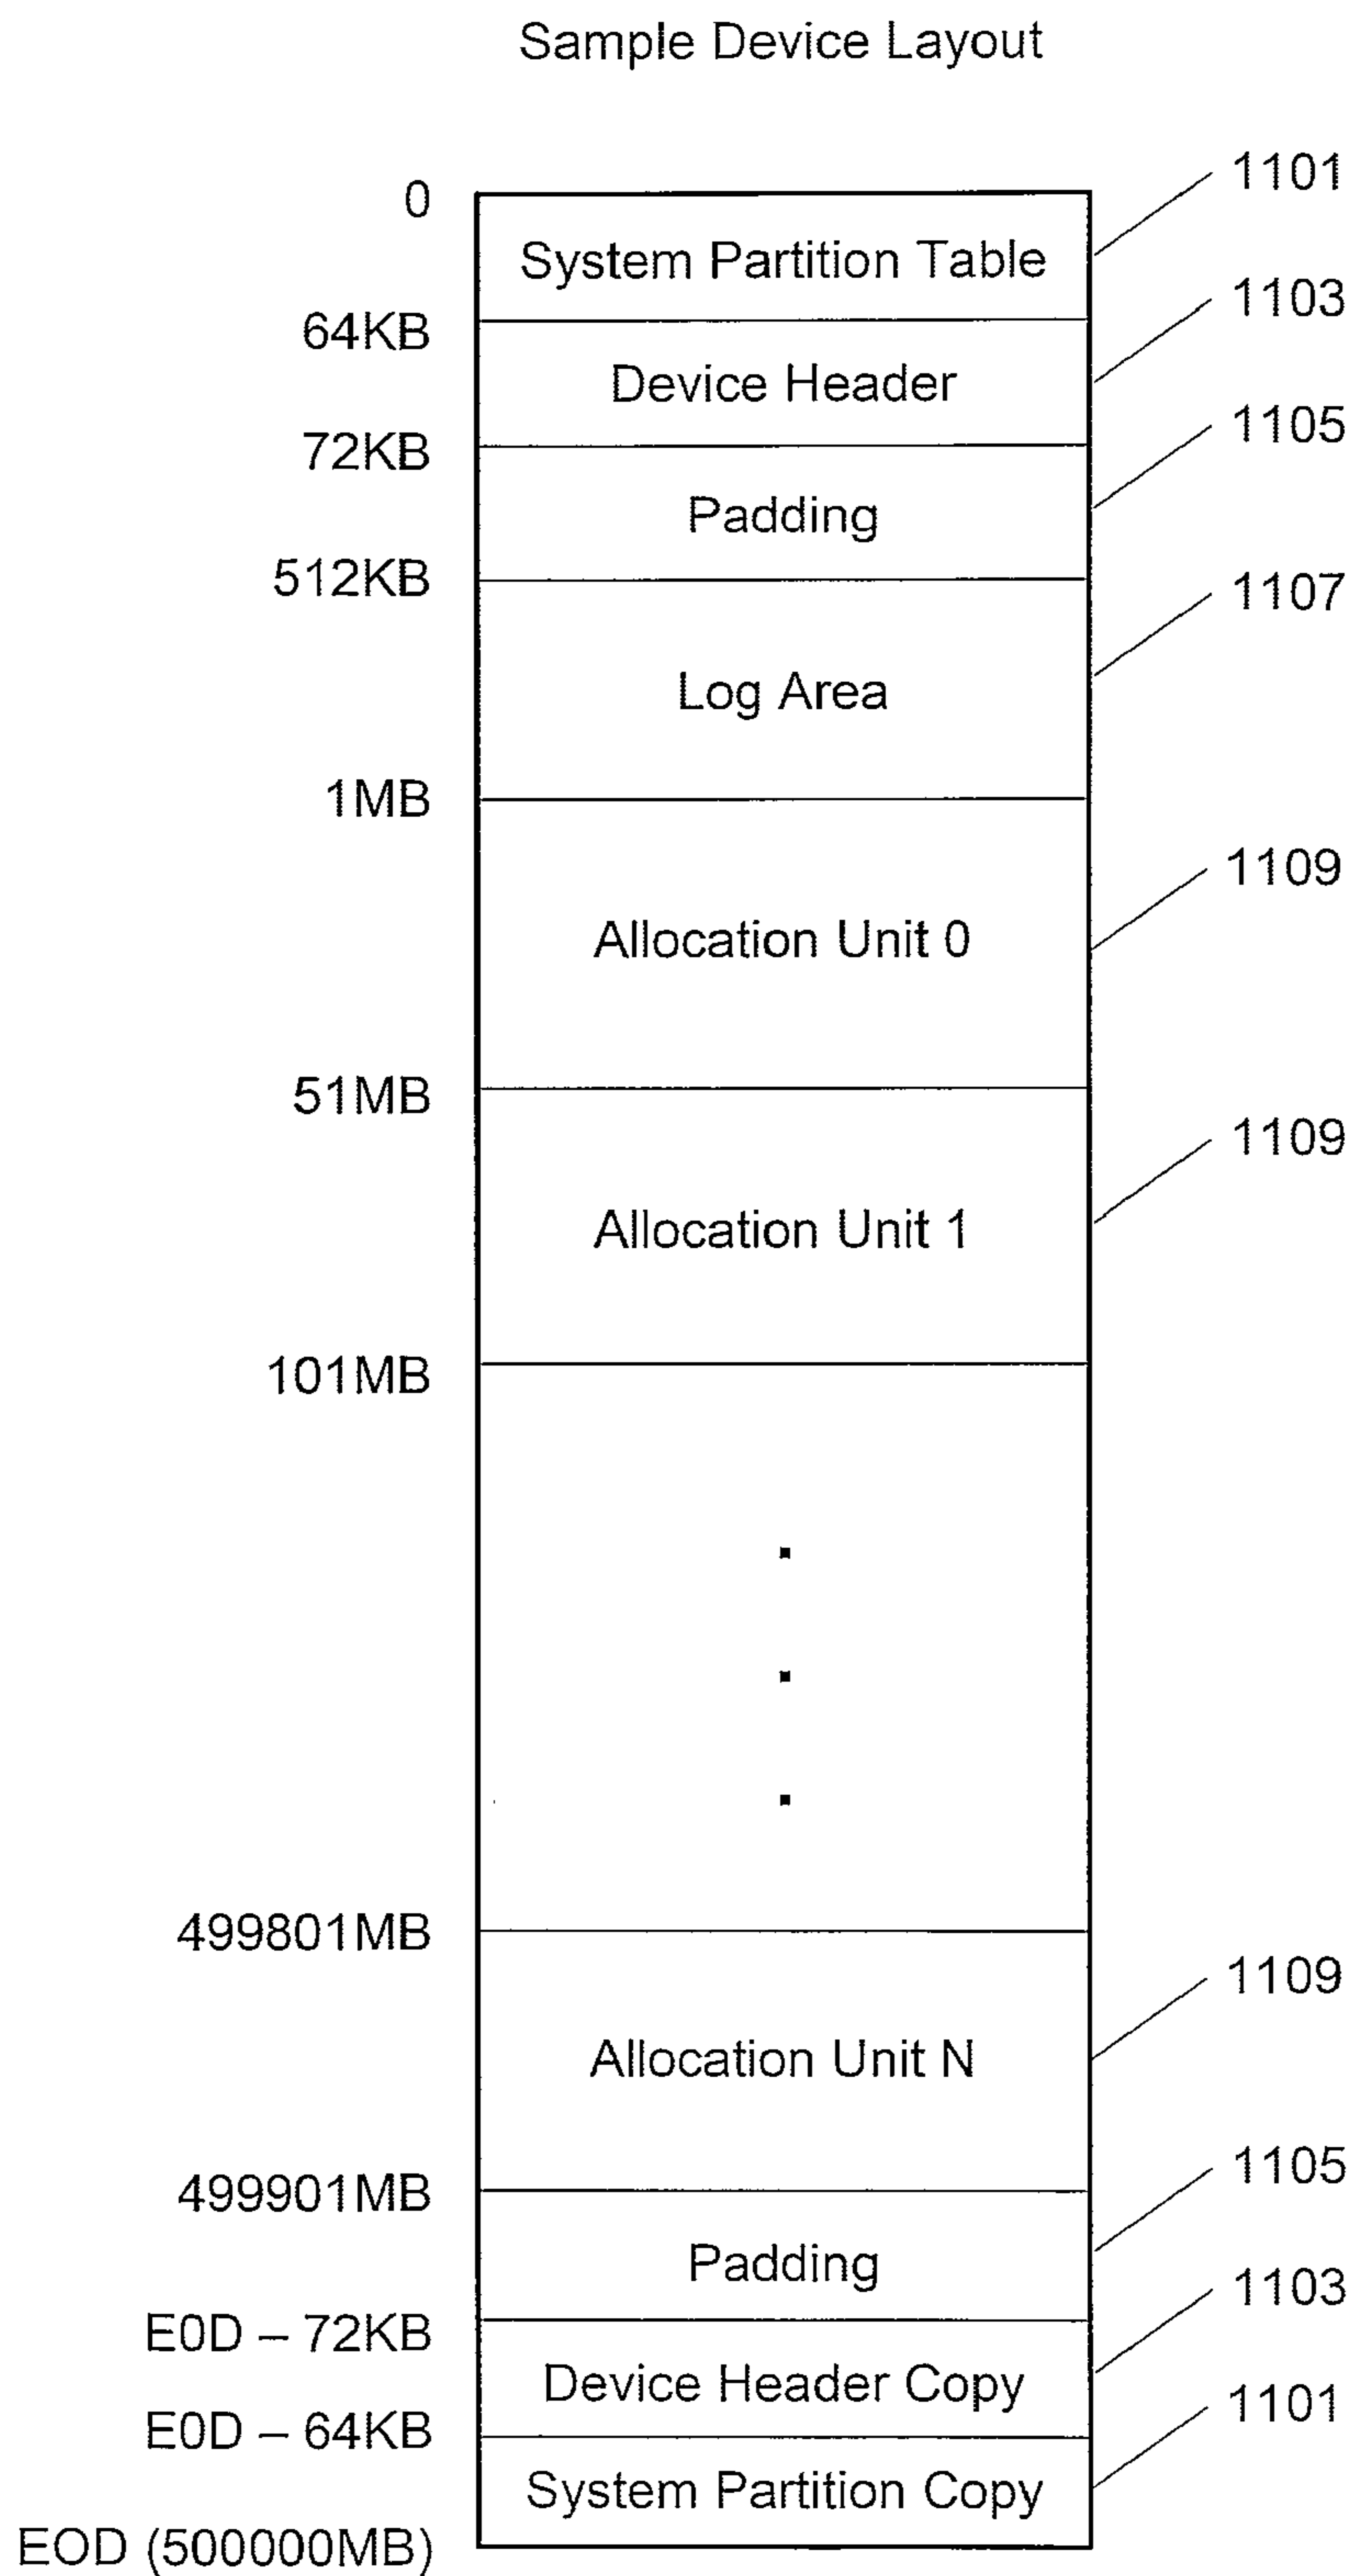 Sample Device Layout
0
1101
System Partition Table
64KB
1103
Device Header
72KB
1105
Padding
512KB
1107
Log Area
1MB
1109
Allocation Unit 0
51MB
1109
Allocation Unit 1
101MB
499801MB
1109
Allocation Unit N
499901MB
1105
Padding
E0D – 72KB
1103
Device Header Copy
E0D – 64KB
1101
System Partition Copy
EOD (500000MB)